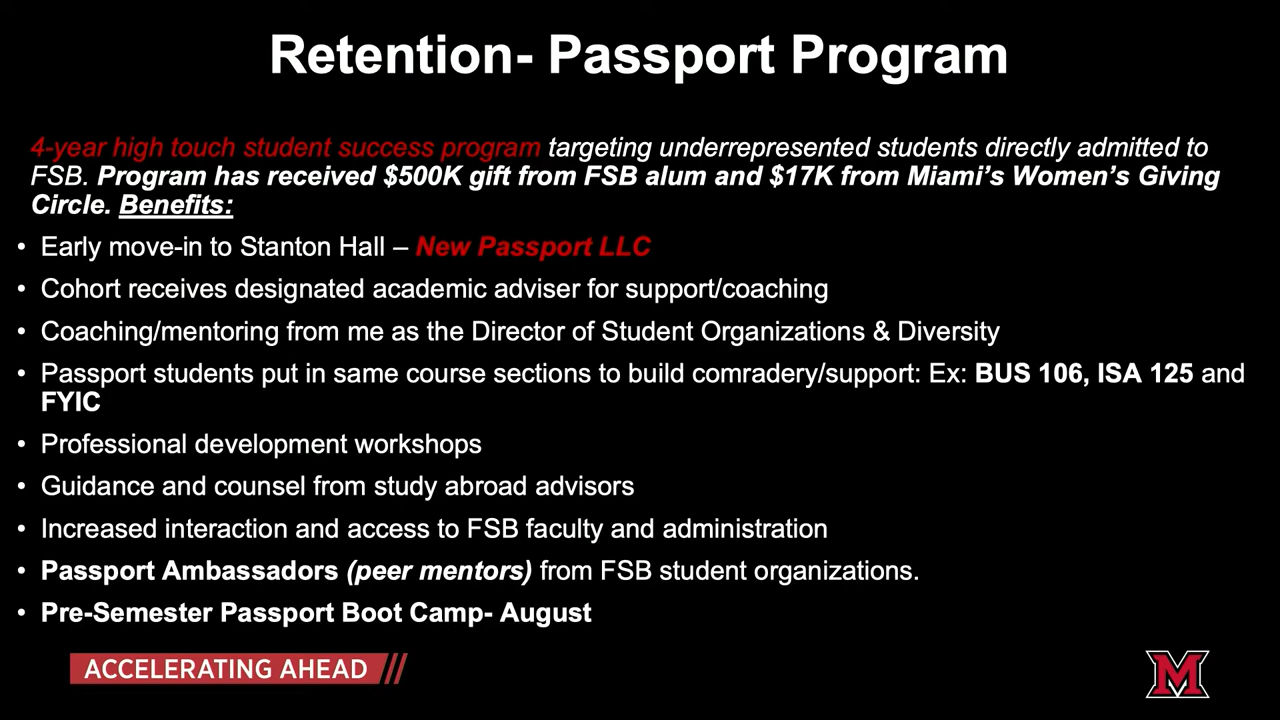 Retention- Passport Program
4-year high touch student success program targeting underrepresented students directly admitted to
FSB. Program has received $500K gift from FSB alum and $17K from Miami's Women's Giving
Circle. Benefits:
• Early move-in to Stanton Hall – New Passport LLC
• Cohort receives designated academic adviser for support/coaching
• Coaching/mentoring from me as the Director of Student Organizations & Diversity
• Passport students put in same course sections to build comradery/support: Ex: BUS 106, ISA 125 and
FYIC
• Professional development workshops
• Guidance and counsel from study abroad advisors
• Increased interaction and access to FSB faculty and administration
• Passport Ambassadors (peer mentors) from FSB student organizations.
• Pre-Semester Passport Boot Camp- August
ACCELERATING AHEAD
M